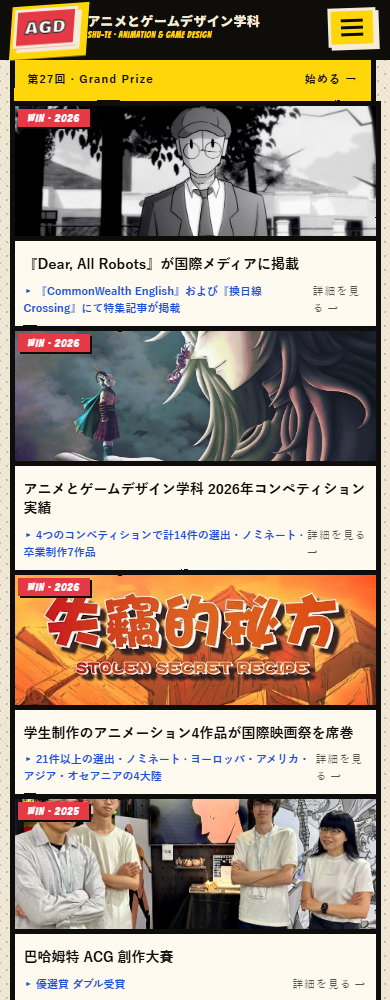 AGD
アニメとゲームデザイン学科
SHU-TE · ANIMATION & GAME DESIGN
第27回 · Grand Prize
始める →
WIN · 2026
『Dear, All Robots』が国際メディアに掲載
▸ 『CommonWealth English』および『換日線
Crossing』にて特集記事が掲載
詳細を見
る →
WIN · 2026
アニメとゲームデザイン学科 2026年コンペティション
実績
▸ 4つのコンペティションで計14件の選出・ノミネート・
卒業制作7作品
詳細を見る
→
WIN · 2026
失竊的祕方
STOLEN SECRET RECIPE
学生制作のアニメーション4作品が国際映画祭を席巻
▸ 21件以上の選出・ノミネート・ヨーロッパ・アメリカ・
アジア・オセアニアの4大陸
詳細を見
る →
WIN · 2025
巴哈姆特 ACG 創作大賽
▸ 優選賞 ダブル受賞
詳細を見る →